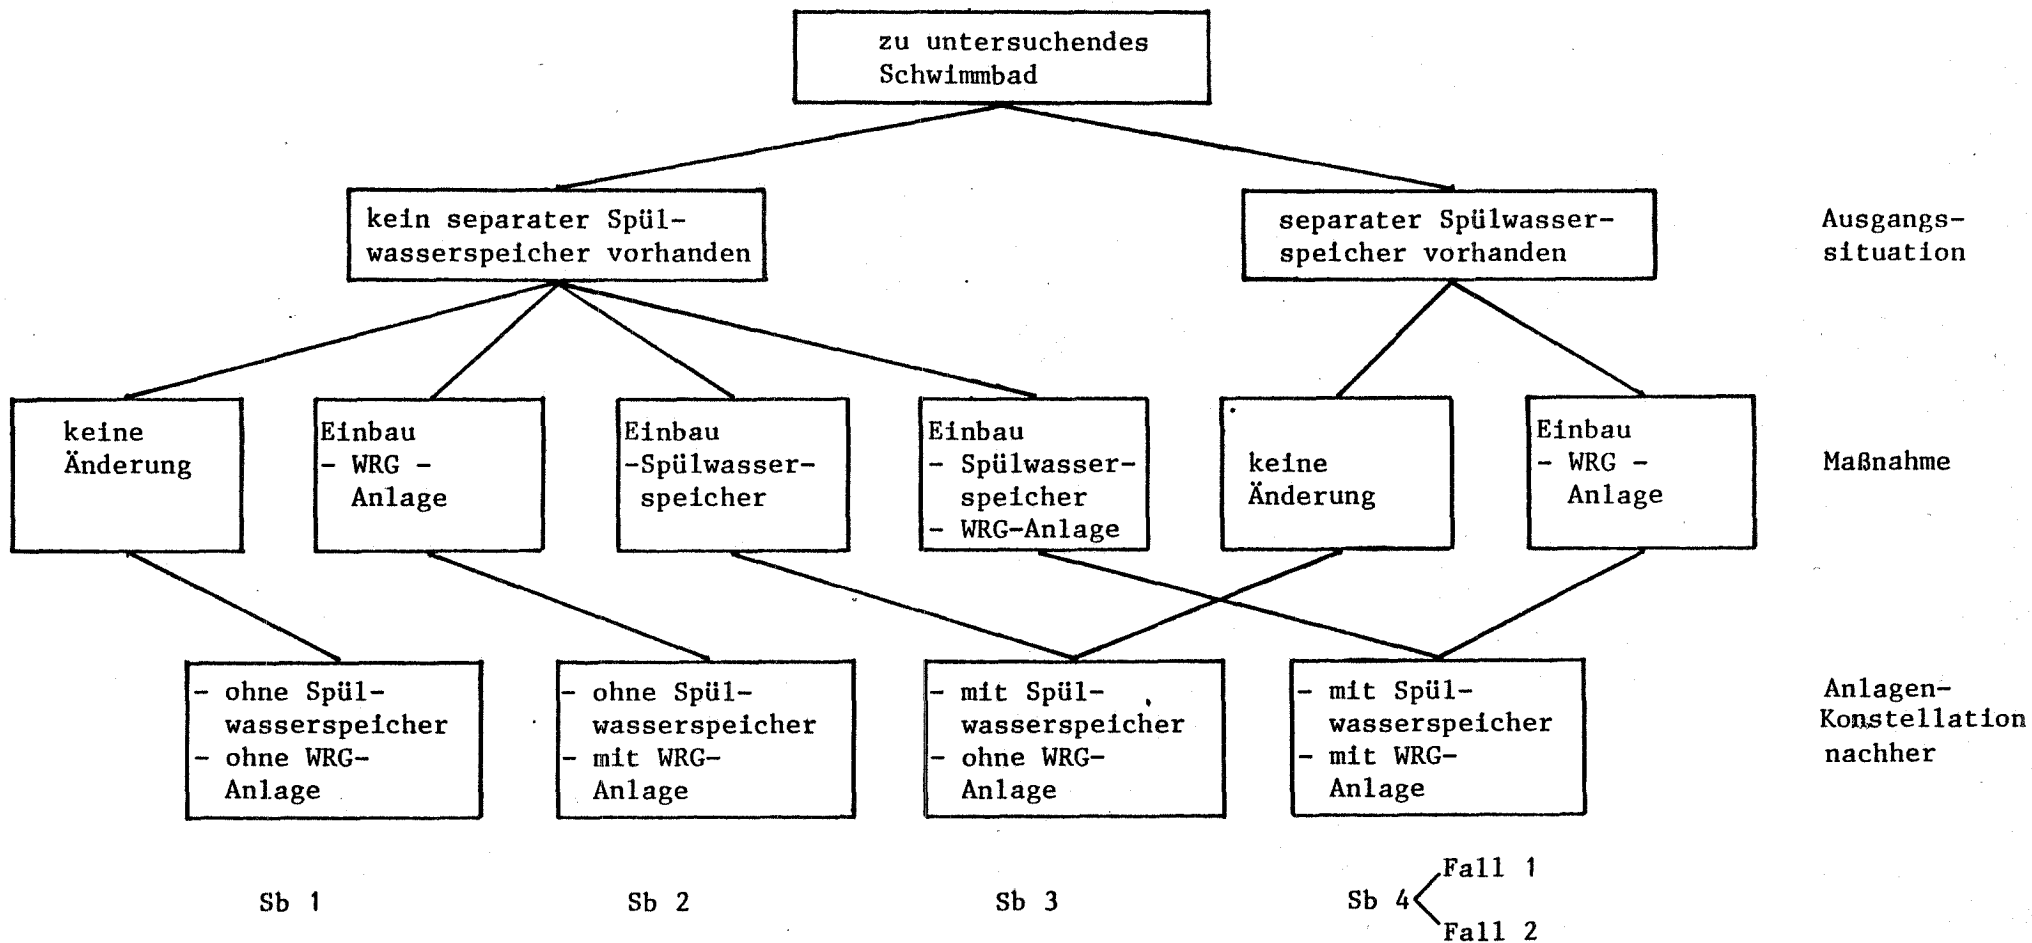 zu untersuchendes
Schwimmbad
kein separater Spül-
wasserspeicher vorhanden
separater Spülwasser-
speicher vorhanden
Ausgangs-
situation
keine
Änderung
Einbau
- WRG -
Anlage
Einbau
-Spülwasser-
speicher
Einbau
- Spülwasser-
speicher
- WRG-Anlage
keine
Änderung
Einbau
- WRG -
Anlage
Maßnahme
- ohne Spül-
wasserspeicher
- ohne WRG-
Anlage
- ohne Spül-
wasserspeicher
- mit WRG-
Anlage
- mit Spül-
wasserspeicher
- ohne WRG-
Anlage
- mit Spül-
wasserspeicher
- mit WRG-
Anlage
Anlagen-
Konstellation
nachher
Sb 1
Sb 2
Sb 3
Sb 4
Fall 1
Fall 2